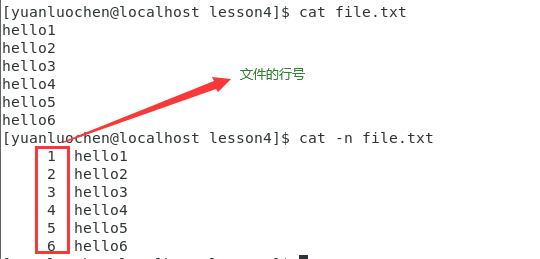 [yuanluochen@localhost lesson4]$ cat file.txt
hello1
hello2
hello3
文件的行号
hello4
hello5
hello6
[yuanluochen@localhost lesson4]$ cat -n file.txt
1 hello1
2 hello2
3 hello3
4 hello4
5 hello5
6 hello6